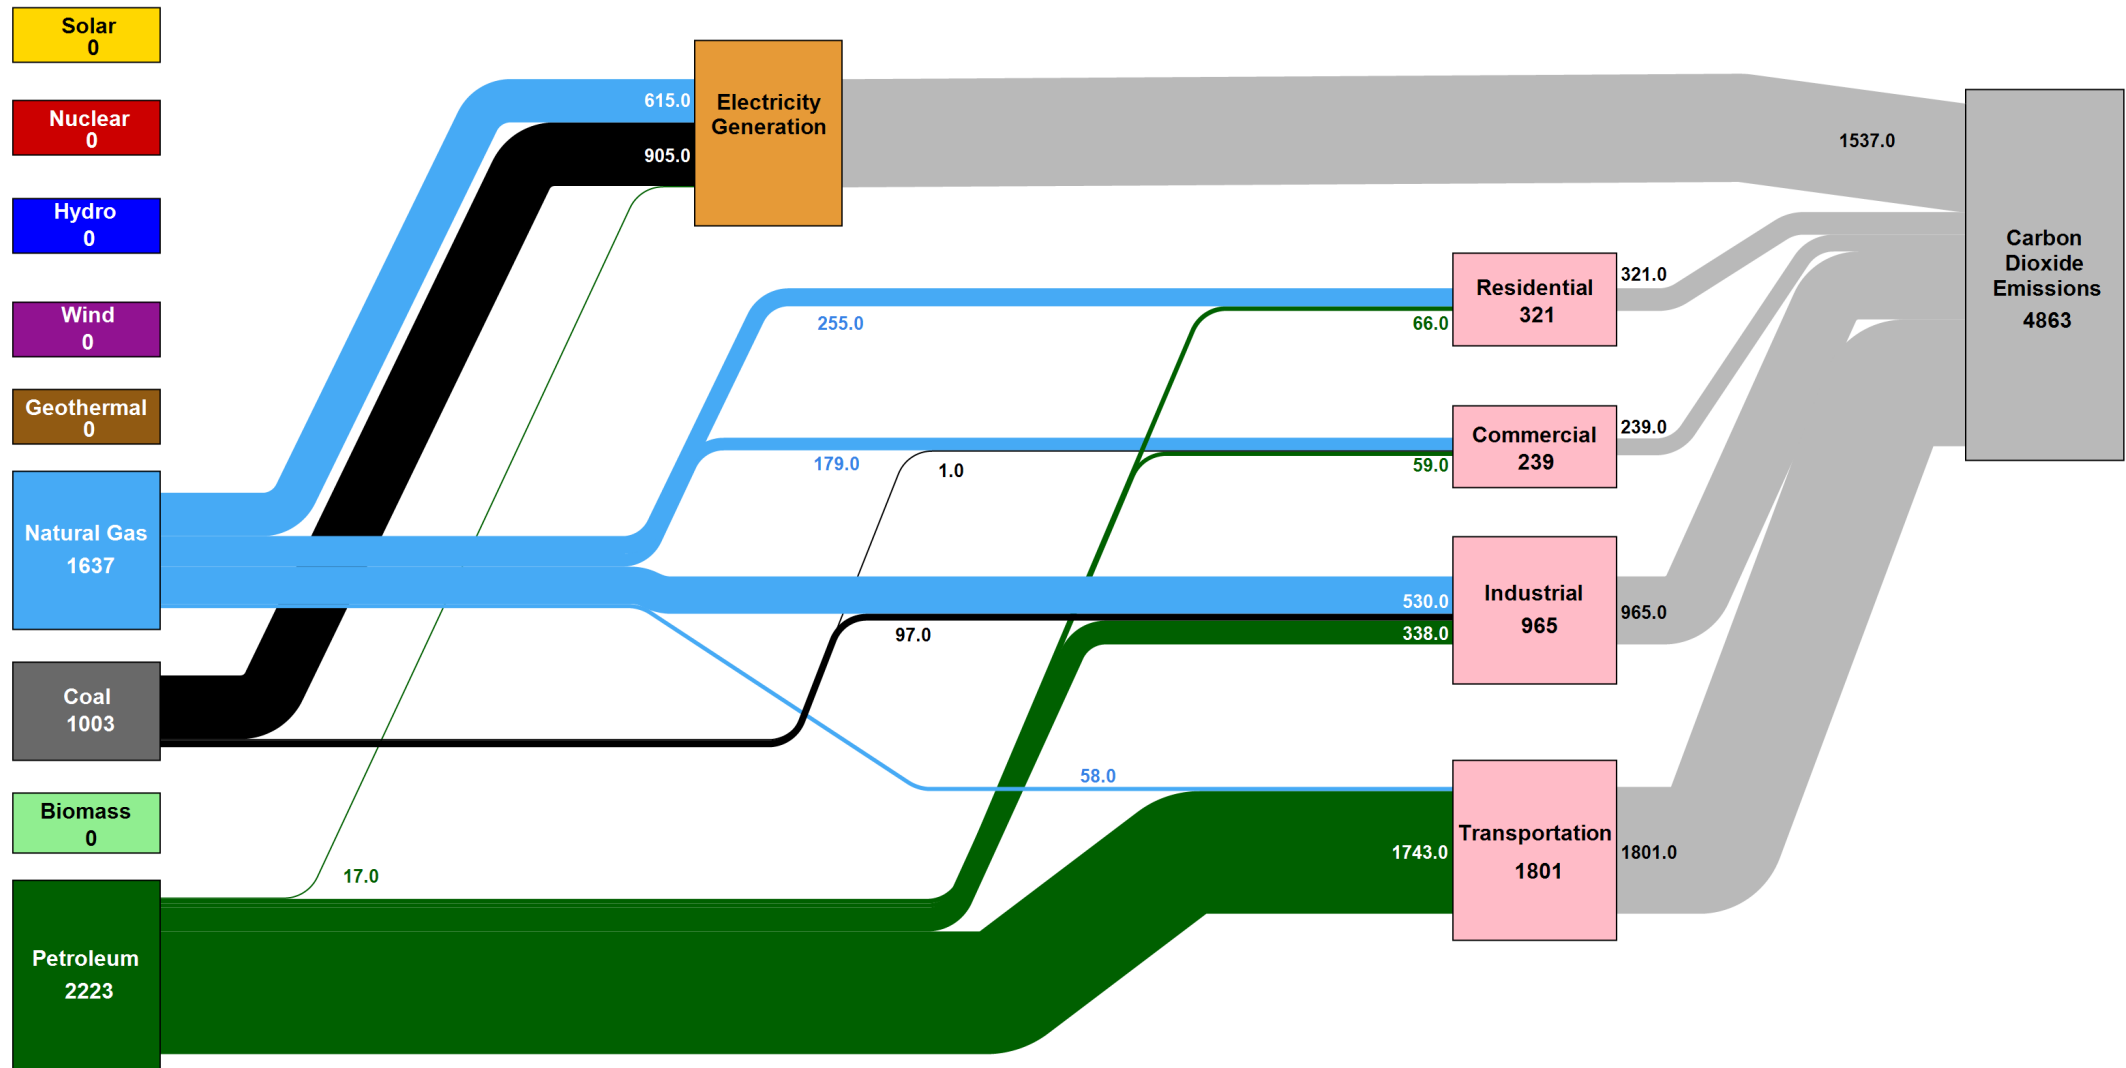 Solar
0
Nuclear
0
Hydro
0
Wind
0
Geothermal
0
Natural Gas
1637
Coal
1003
Biomass
0
Petroleum
2223
615.0
905.0
17.0
Electricity
Generation
255.0
179.0
1.0
97.0
58.0
66.0
59.0
530.0
338.0
1743.0
Residential
321
Commercial
239
Industrial
965
Transportation
1801
1537.0
321.0
239.0
965.0
1801.0
Carbon
Dioxide
Emissions
4863